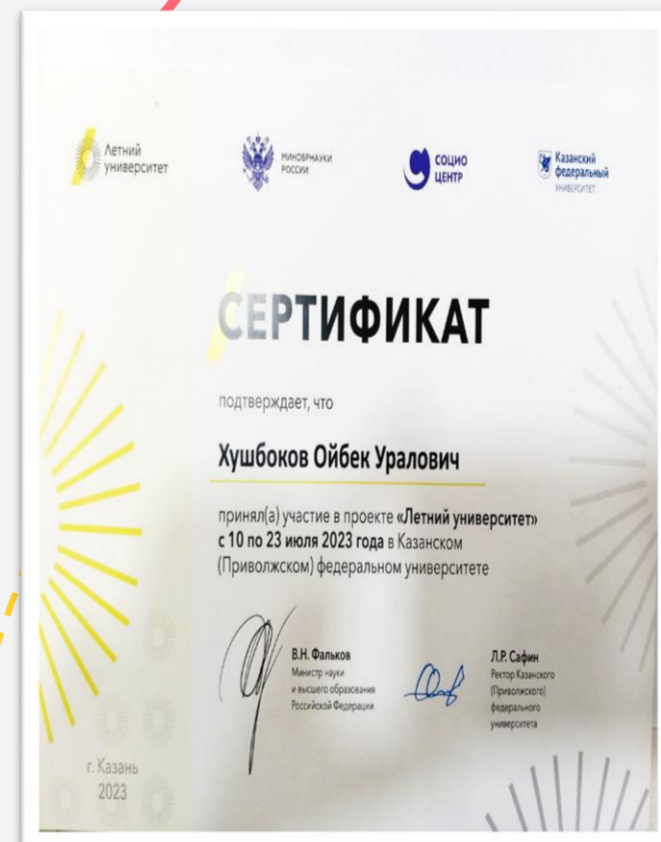 Летний
университет
МИНОБРНАУКИ
РОССИИ
СОЦИО
ЦЕНТР
Казанский
федеральный
УНИВЕРСИТЕТ
СЕРТИФИКАТ
подтверждает, что
Хушбоков Ойбек Уралович
принял(а) участие в проекте «Летний университет»
с 10 по 23 июля 2023 года в Казанском
(Приволжском) федеральном университете
В.Н. Фальков
Министр науки
и высшего образования
Российской Федерации
Л.Р. Сафин
Ректор Казанского
(Приволжского)
федерального
университета
г. Казань
2023